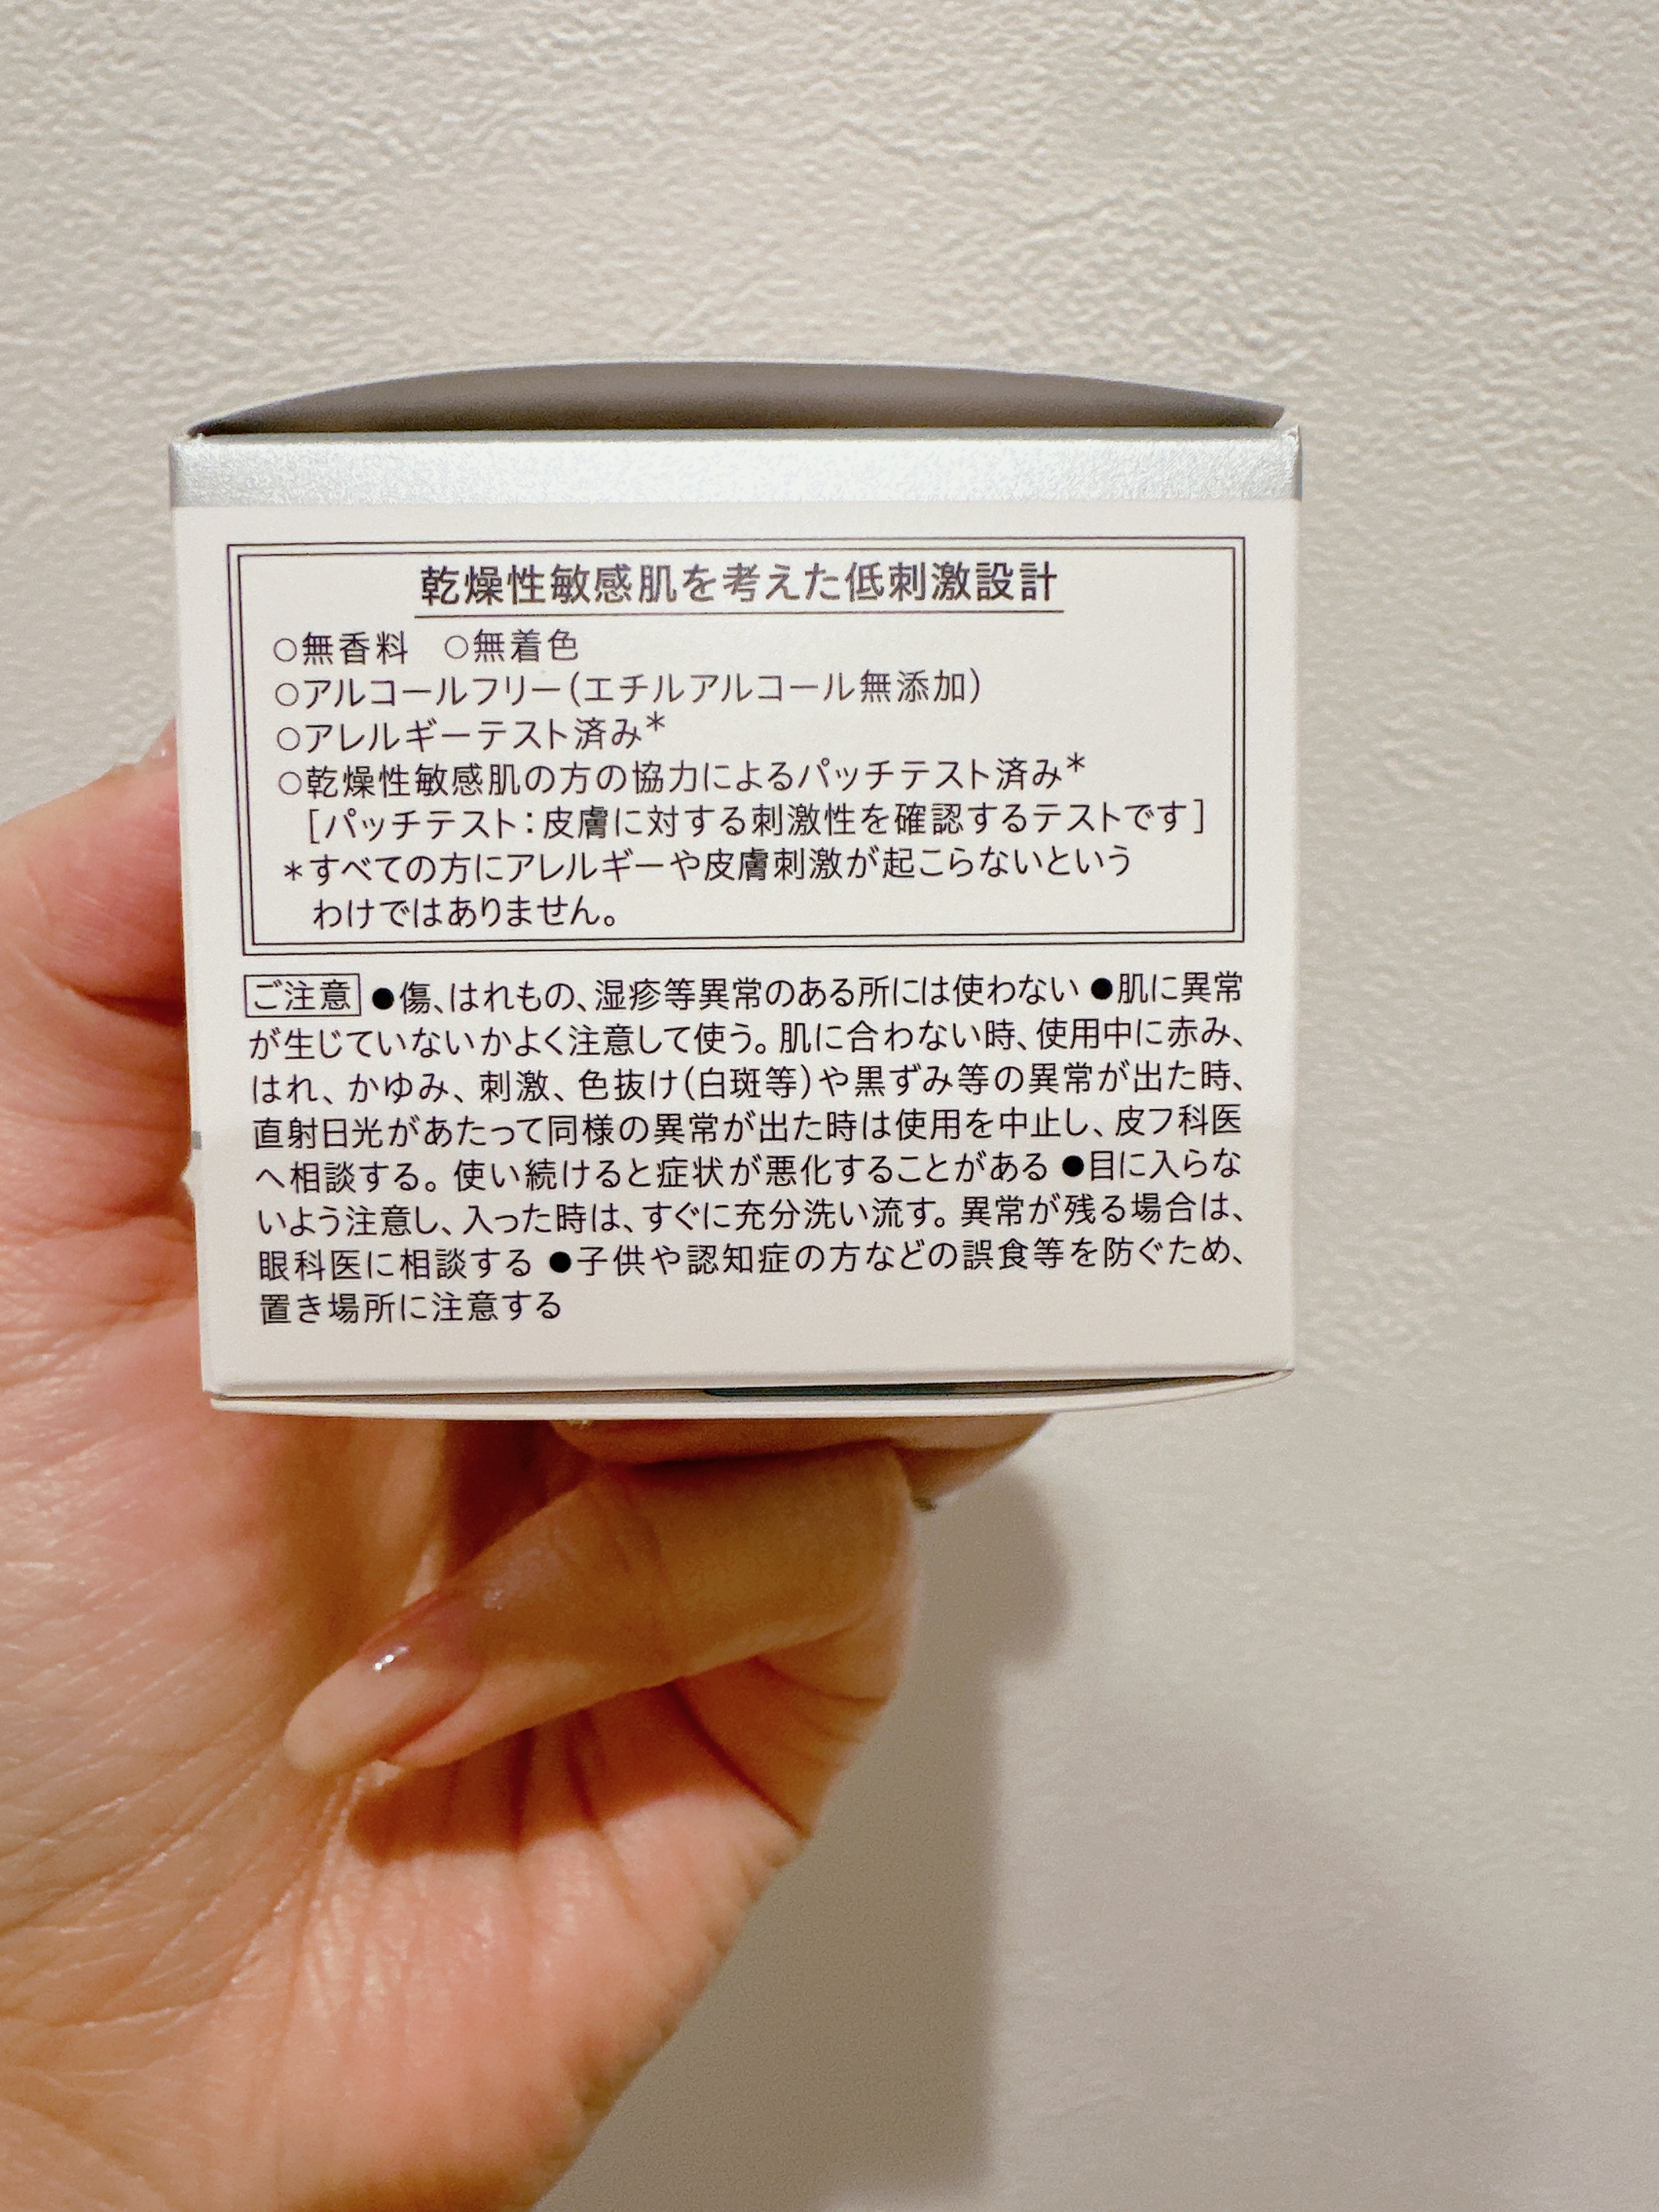 乾燥性敏感肌を考えた低刺激設計
○無香料　○無着色
○アルコールフリー(エチルアルコール無添加)
○アレルギーテスト済み*
○乾燥性敏感肌の方の協力によるパッチテスト済み*
[パッチテスト：皮膚に対する刺激性を確認するテストです]
*すべての方にアレルギーや皮膚刺激が起こらないという
わけではありません。
ご注意 ●傷、はれもの、湿疹等異常のある所には使わない ●肌に異常
が生じていないかよく注意して使う。肌に合わない時、使用中に赤み、
はれ、かゆみ、刺激、色抜け(白斑等)や黒ずみ等の異常が出た時、
直射日光があたって同様の異常が出た時は使用を中止し、皮フ科医
へ相談する。使い続けると症状が悪化することがある ●目に入らな
いよう注意し、入った時は、すぐに充分洗い流す。異常が残る場合は、
眼科医に相談する ●子供や認知症の方などの誤食等を防ぐため、
置き場所に注意する